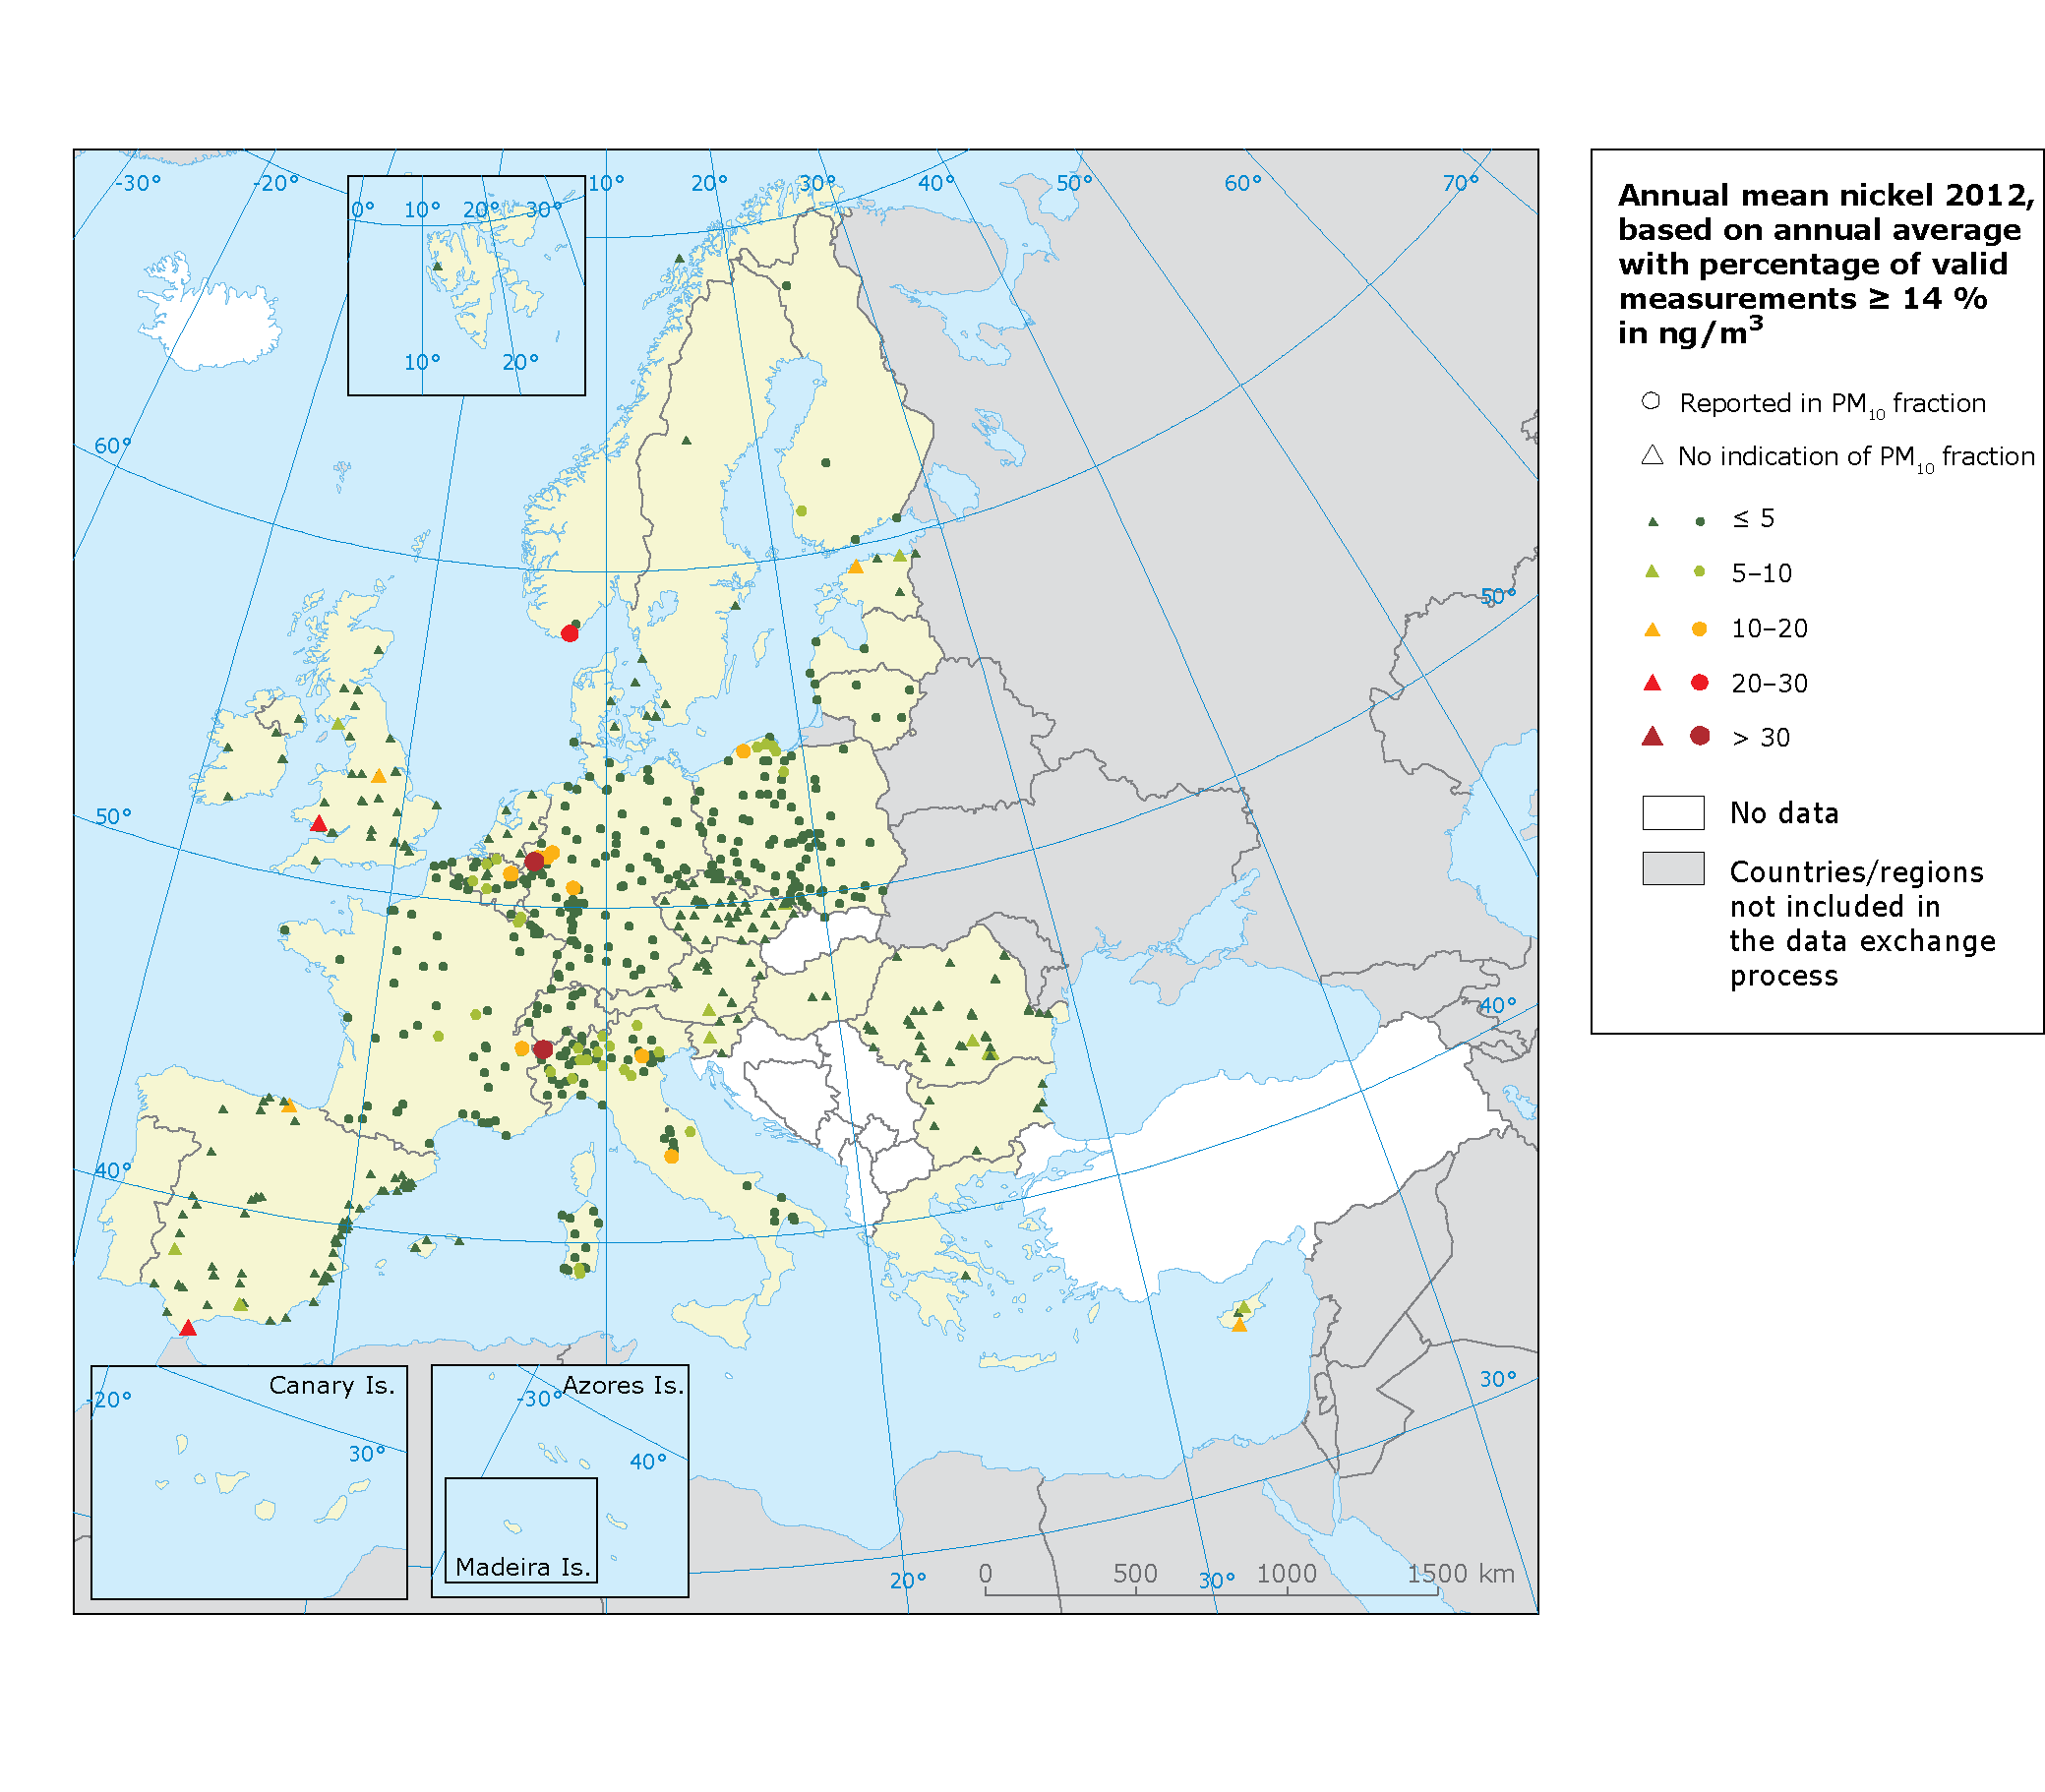 -30°
-20°
10°
20°
30°
40°
50°
60°
70°
0°
10°
20°
30°
10°
20°
60°
50°
50°
40°
40°
30°
Canary Is.
-20°
30°
Azores Is.
-30°
40°
Madeira Is.
0
500
1000
1500 km
20°
30°
Annual mean nickel 2012,
based on annual average
with percentage of valid
measurements ≥ 14 %
in ng/m³
Reported in PM₁₀ fraction
No indication of PM₁₀ fraction
≤ 5
5–10
10–20
20–30
> 30
No data
Countries/regions
not included in
the data exchange
process